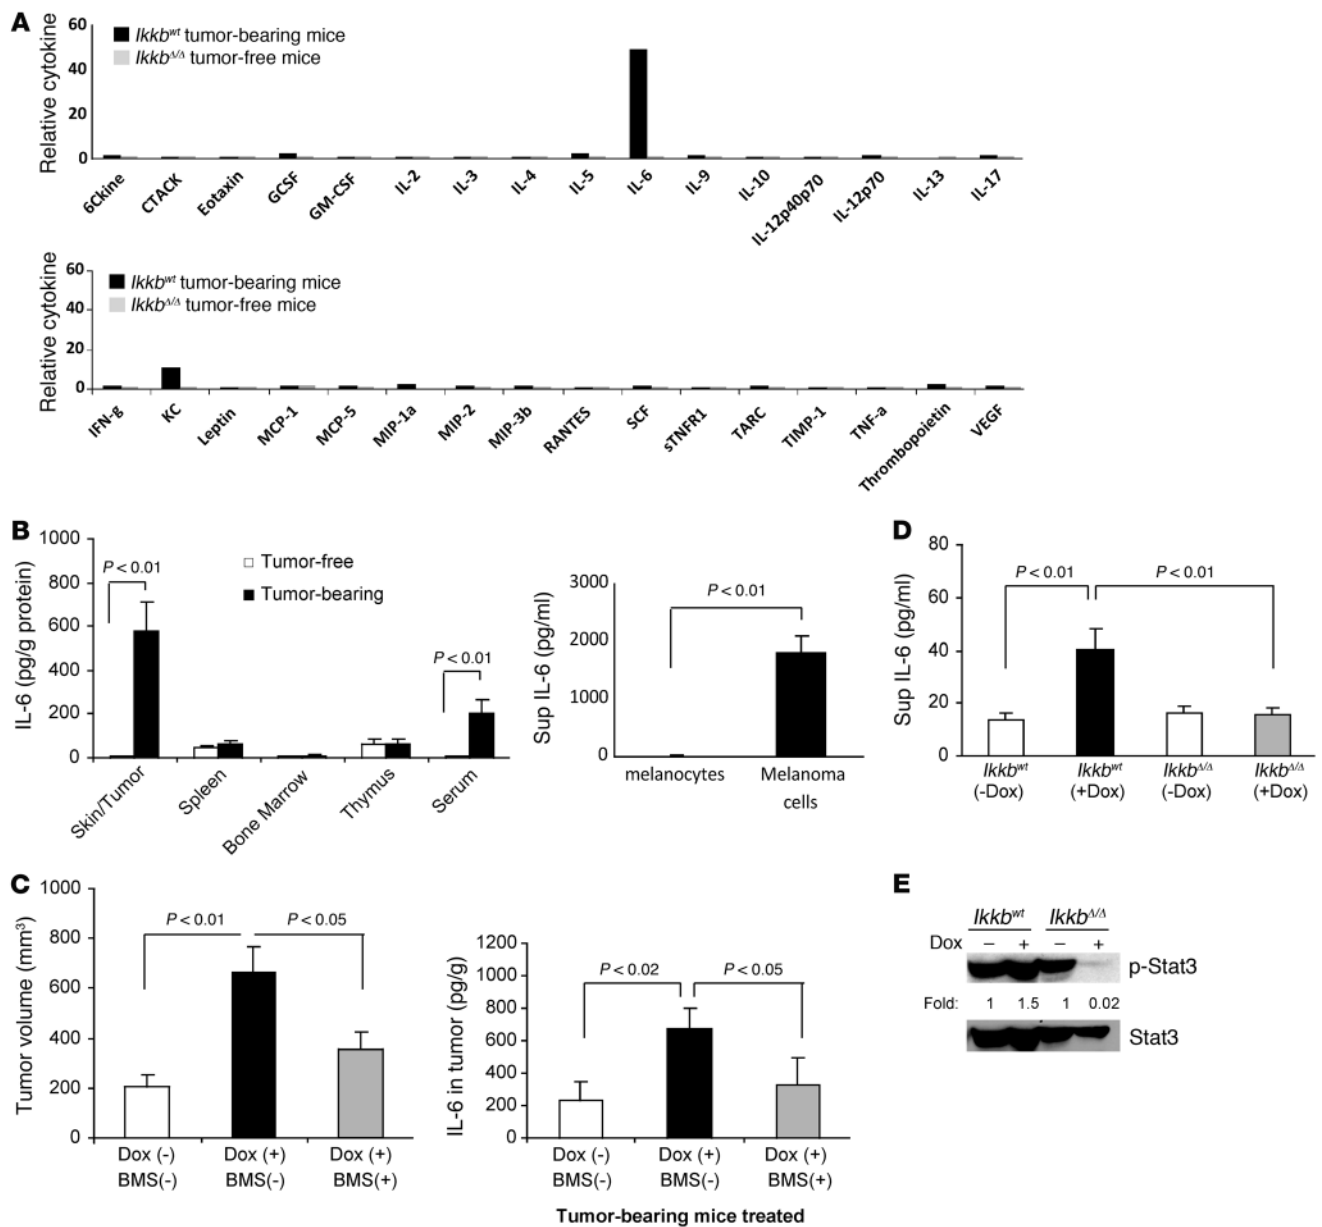 A
Relative cytokine
60
40
20
0
Ikkbwt tumor-bearing mice
IkkbΔ/Δ tumor-free mice
6Ckine CTACK Eotaxin GCSF GM-CSF IL-2 IL-3 IL-4 IL-5 IL-6 IL-9 IL-10 IL-12p40p70 IL-12p70 IL-13 IL-17
Relative cytokine
60
40
20
0
Ikkbwt tumor-bearing mice
IkkbΔ/Δ tumor-free mice
IFN-g KC Leptin MCP-1 MCP-5 MIP-1a MIP-2 MIP-3b RANTES SCF sTNFR1 TARC TIMP-1 TNF-a Thrombopoietin VEGF
B
IL-6 (pg/g protein)
1000
800
600
400
200
0
P < 0.01
Tumor-free
Tumor-bearing
P < 0.01
Skin/Tumor Spleen Bone Marrow Thymus Serum
Sup IL-6 (pg/ml)
3000
2000
1000
0
P < 0.01
melanocytes Melanoma
cells
D
Sup IL-6 (pg/ml)
80
60
40
20
0
P < 0.01 P < 0.01
Ikkbwt Ikkbwt IkkbΔ/Δ IkkbΔ/Δ
(-Dox) (+Dox) (-Dox) (+Dox)
C
Tumor volume (mm3)
1000
800
600
400
200
0
P < 0.01 P < 0.05
Dox (-) Dox (+) Dox (+)
BMS(-) BMS(-) BMS(+)
IL-6 in tumor (pg/g)
1200
1000
800
600
400
200
0
P < 0.02 P < 0.05
Dox (-) Dox (+) Dox (+)
BMS(-) BMS(-) BMS(+)
Tumor-bearing mice treated
E
Ikkbwt IkkbΔ/Δ
Dox − + − +
p-Stat3
Fold: 1 1.5 1 0.02
Stat3